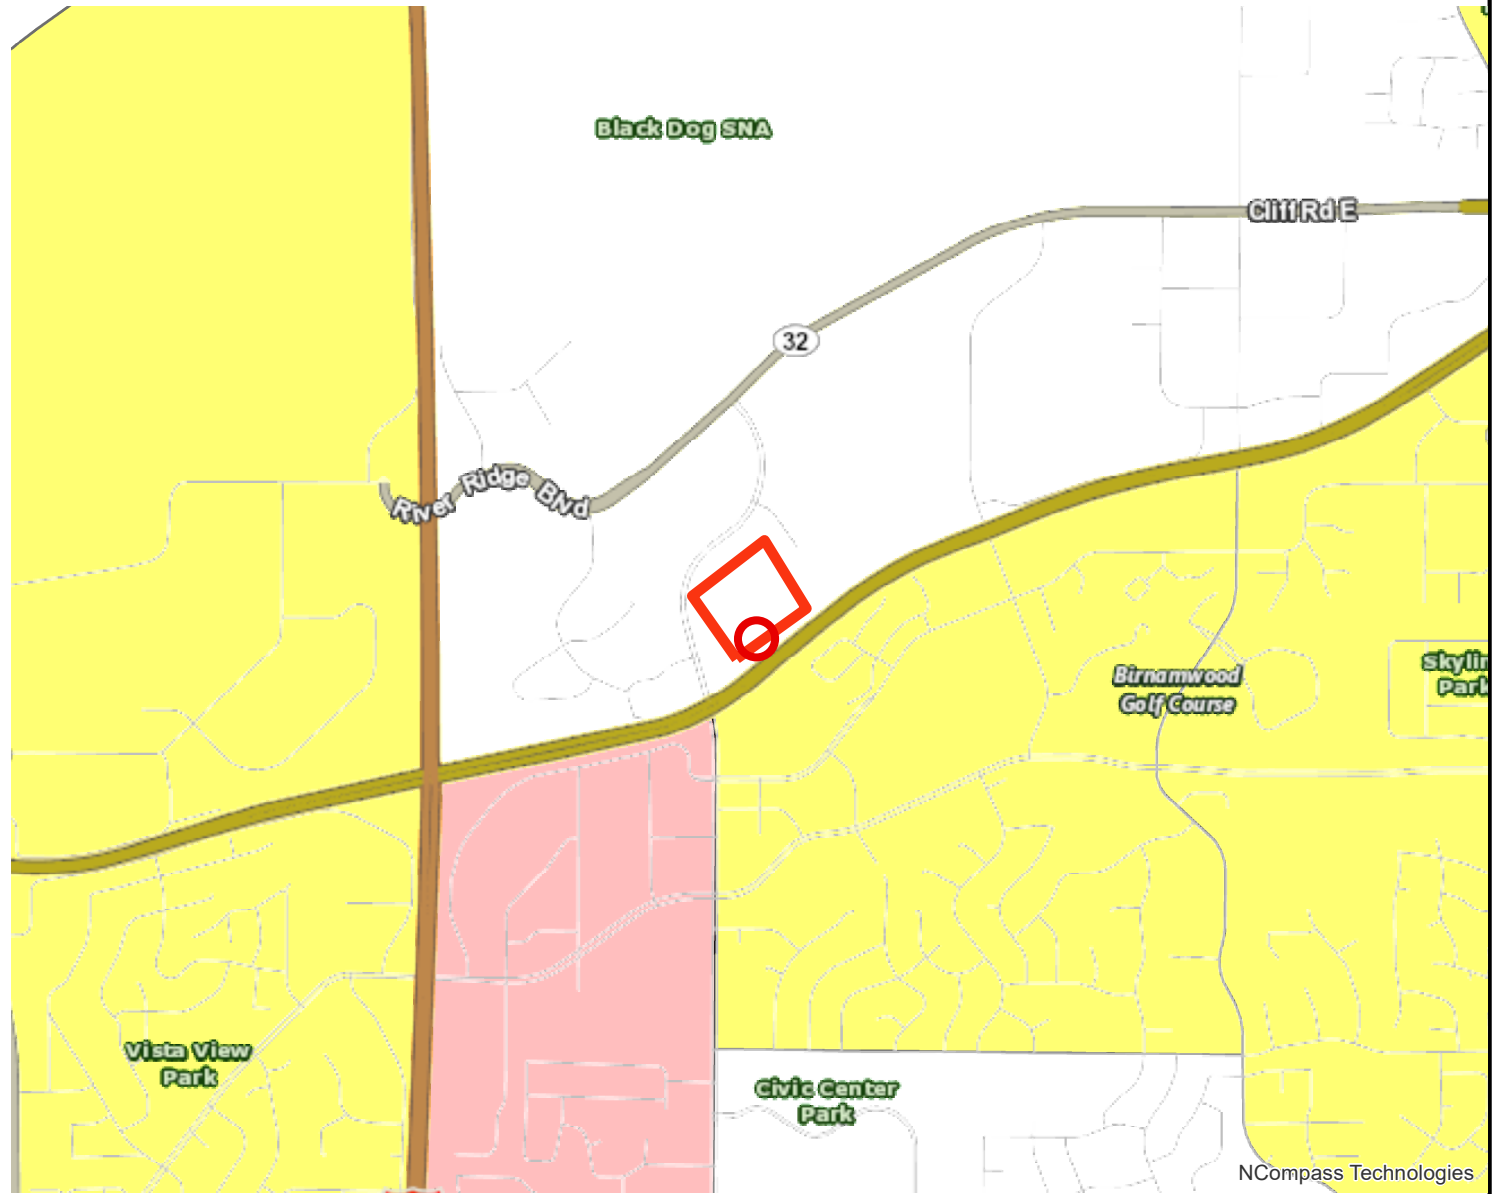 Black Dog SNA
Cliff Rd E
32
River Ridge Blvd
Birnamwood
Golf Course
Skylin
Park
Vista View
Park
Civic Center
Park
NCompass Technologies